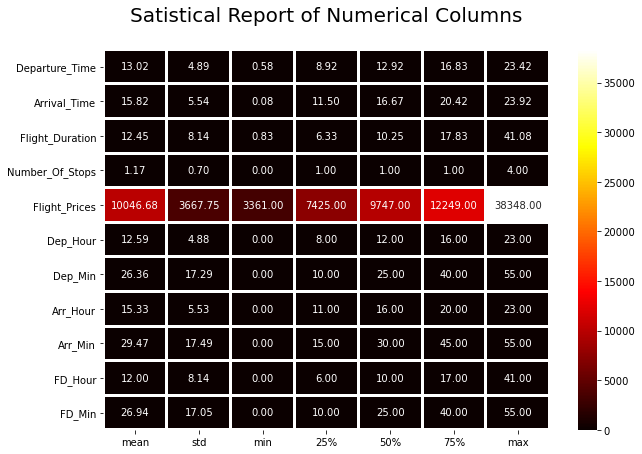 Satistical Report of Numerical Columns
Departure_Time 13.02 4.89 0.58 8.92 12.92 16.83 23.42
Arrival_Time 15.82 5.54 0.08 11.50 16.67 20.42 23.92
Flight_Duration 12.45 8.14 0.83 6.33 10.25 17.83 41.08
Number_Of_Stops 1.17 0.70 0.00 1.00 1.00 1.00 4.00
Flight_Prices 10046.68 3667.75 3361.00 7425.00 9747.00 12249.00 38348.00
Dep_Hour 12.59 4.88 0.00 8.00 12.00 16.00 23.00
Dep_Min 26.36 17.29 0.00 10.00 25.00 40.00 55.00
Arr_Hour 15.33 5.53 0.00 11.00 16.00 20.00 23.00
Arr_Min 29.47 17.49 0.00 15.00 30.00 45.00 55.00
FD_Hour 12.00 8.14 0.00 6.00 10.00 17.00 41.00
FD_Min 26.94 17.05 0.00 10.00 25.00 40.00 55.00
mean std min 25% 50% 75% max
35000
30000
25000
20000
15000
10000
5000
0